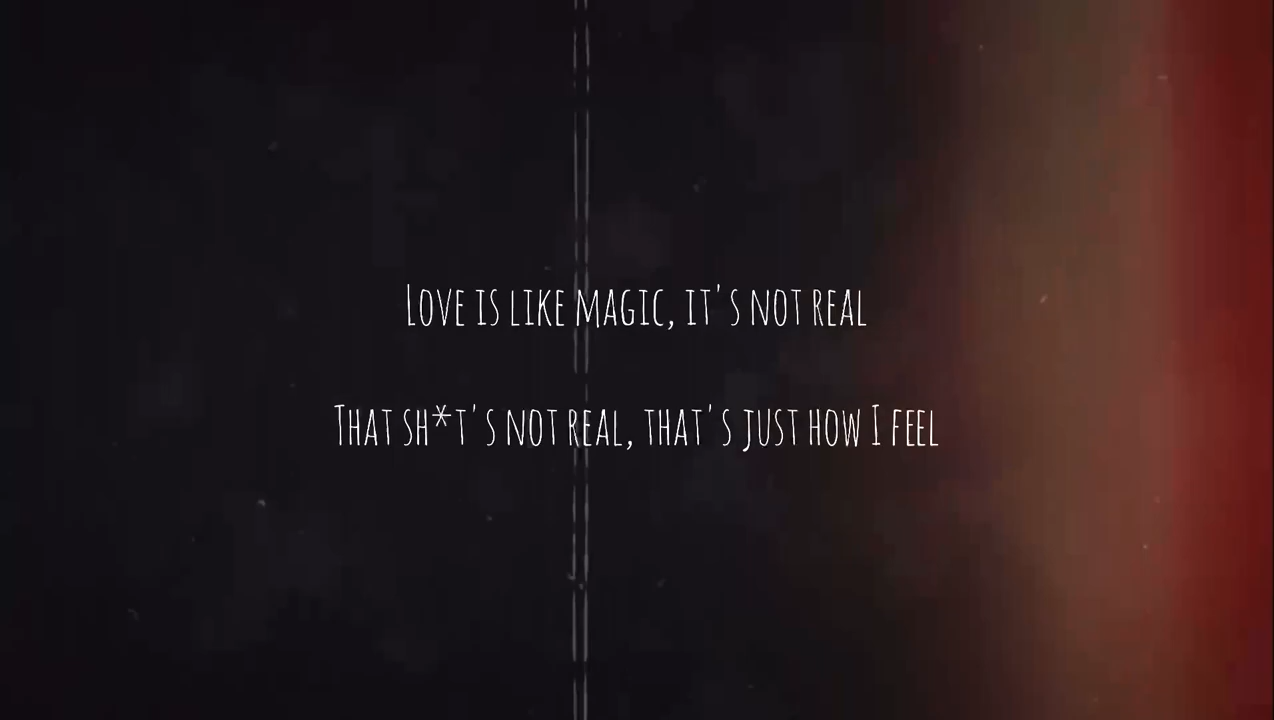 Love is like magic, it's not real
That sh*t's not real, that's just how I feel